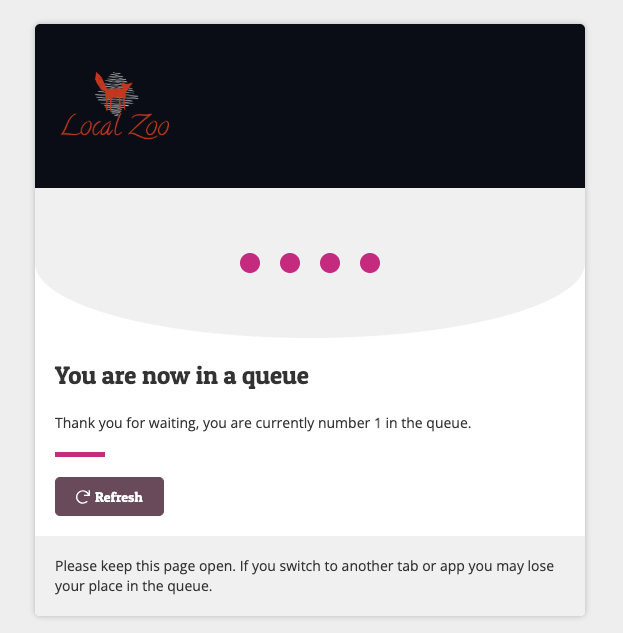 Local Zoo
You are now in a queue
Thank you for waiting, you are currently number 1 in the queue.
Refresh
Please keep this page open. If you switch to another tab or app you may lose
your place in the queue.